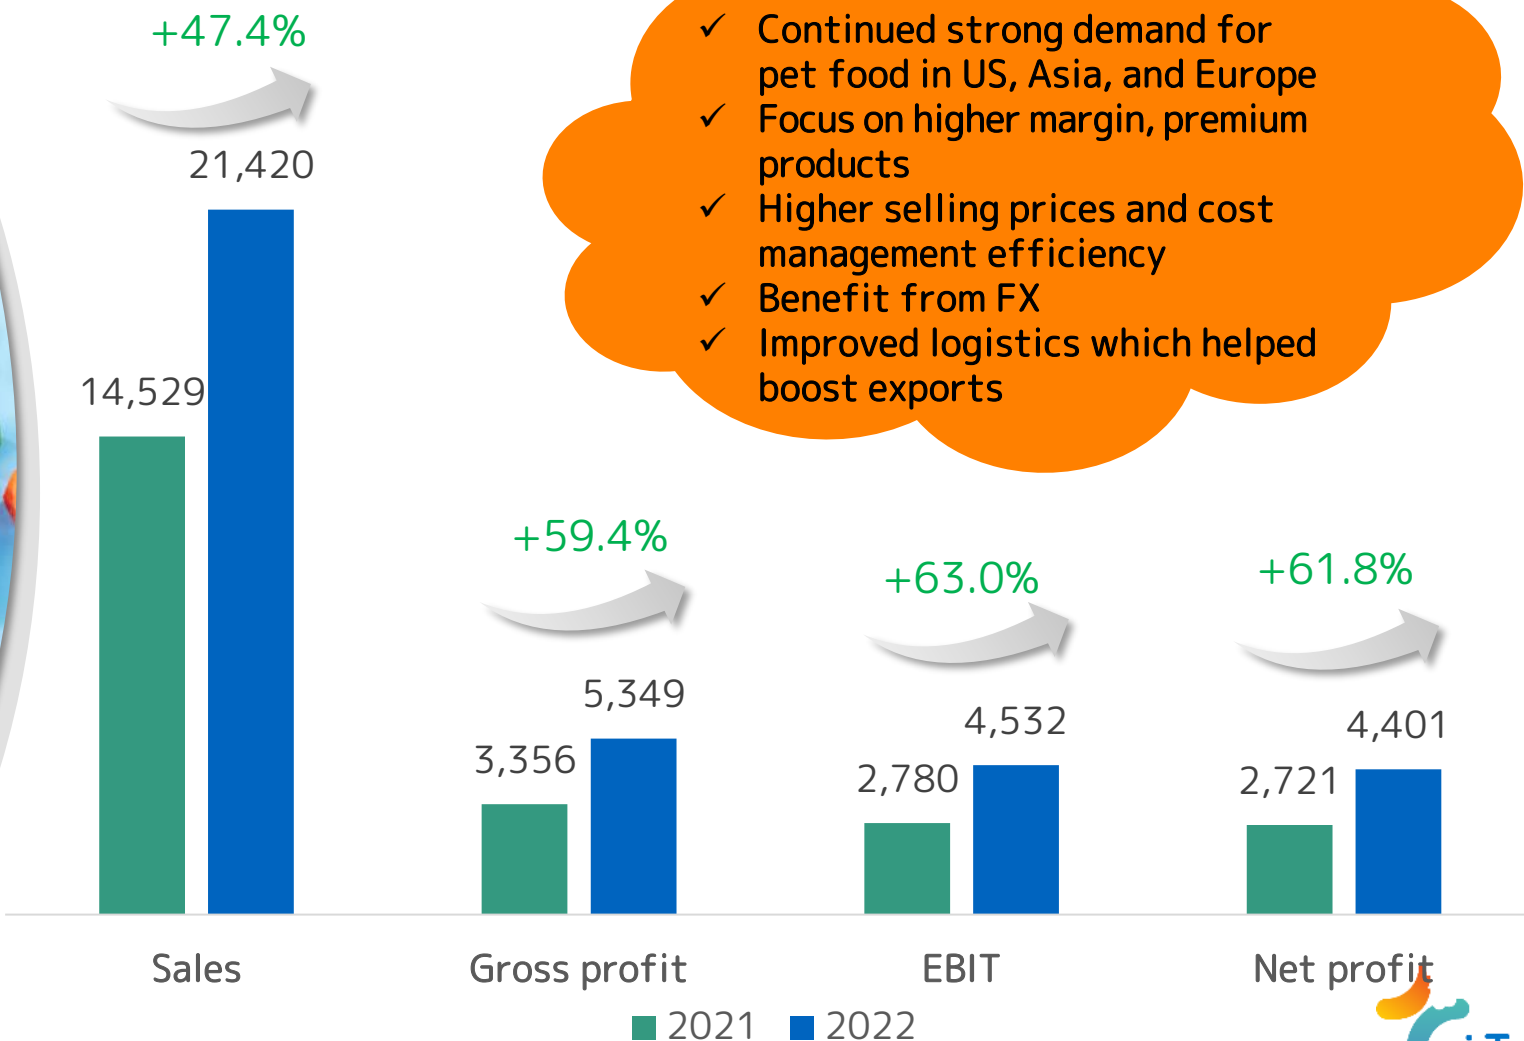 +47.4%
21,420
14,529
✓ Continued strong demand for
pet food in US, Asia, and Europe
✓ Focus on higher margin, premium
products
✓ Higher selling prices and cost
management efficiency
✓ Benefit from FX
✓ Improved logistics which helped
boost exports
+59.4%
5,349
3,356
+63.0%
4,532
2,780
+61.8%
4,401
2,721
Sales Gross profit EBIT Net profit
2021 2022